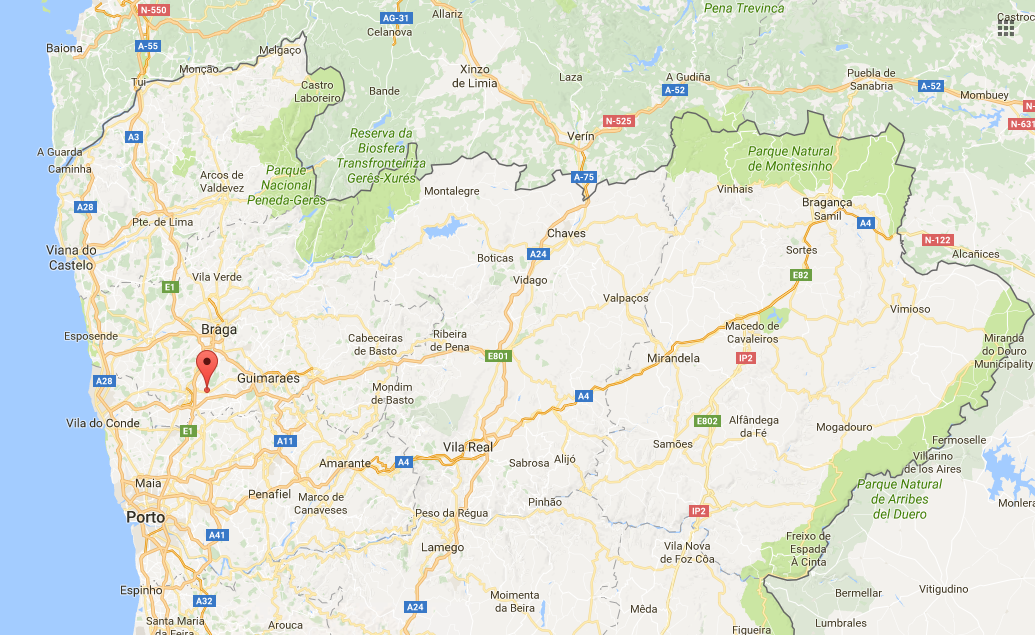 N-550
Allariz
AG-31
Celanova
Pena Trevinca
Castroc
Baiona
A-55
Melgaço
Monção
Tui
Castro
Laboreiro
Bande
Xinzo
de Limia
Laza
A Gudiña
A-52
Puebla de
Sanabria
A-52
Mombuey
N-
N-631
N-525
Verín
A3
Reserva da
Biosfera
Transfronteiriza
Gerês-Xurés
A Guarda
Caminha
Arcos de
Valdevez
Parque
Nacional
Peneda-Gerês
A-75
Parque Natural
de Montesinho
Montalegre
Vinhais
Bragança
Samil
A28
Pte. de Lima
A4
N-122
Chaves
Viana do
Castelo
A24
Boticas
Sortes
Alcañices
Vila Verde
Vidago
E82
E1
Valpaços
Vimioso
Braga
Esposende
Cabeceiras
de Basto
Ribeira
de Pena
Macedo de
Cavaleiros
Miranda
do Douro
Municipality
E801
Mirandela
IP2
A28
Guimaraes
Mondim
de Basto
A4
Vila do Conde
E1
A11
E802
Alfândega
da Fé
Mogadouro
Vila Real
Samões
Fermoselle
Amarante
A4
Sabrosa
Alijó
Villarino
de los Aires
Maia
Penafiel
Marco de
Canaveses
Parque Natural
de Arribes
del Duero
Pinhão
Monlera
Porto
Peso da Régua
IP2
A41
Lamego
Vila Nova
de Foz Côa
Freixo de
Espada
À Cinta
Espinho
A32
Moimenta
da Beira
A24
Mêda
Bermellar
Vitigudino
Santa Maria
da Feira
Arouca
Figueira
Lumbrales